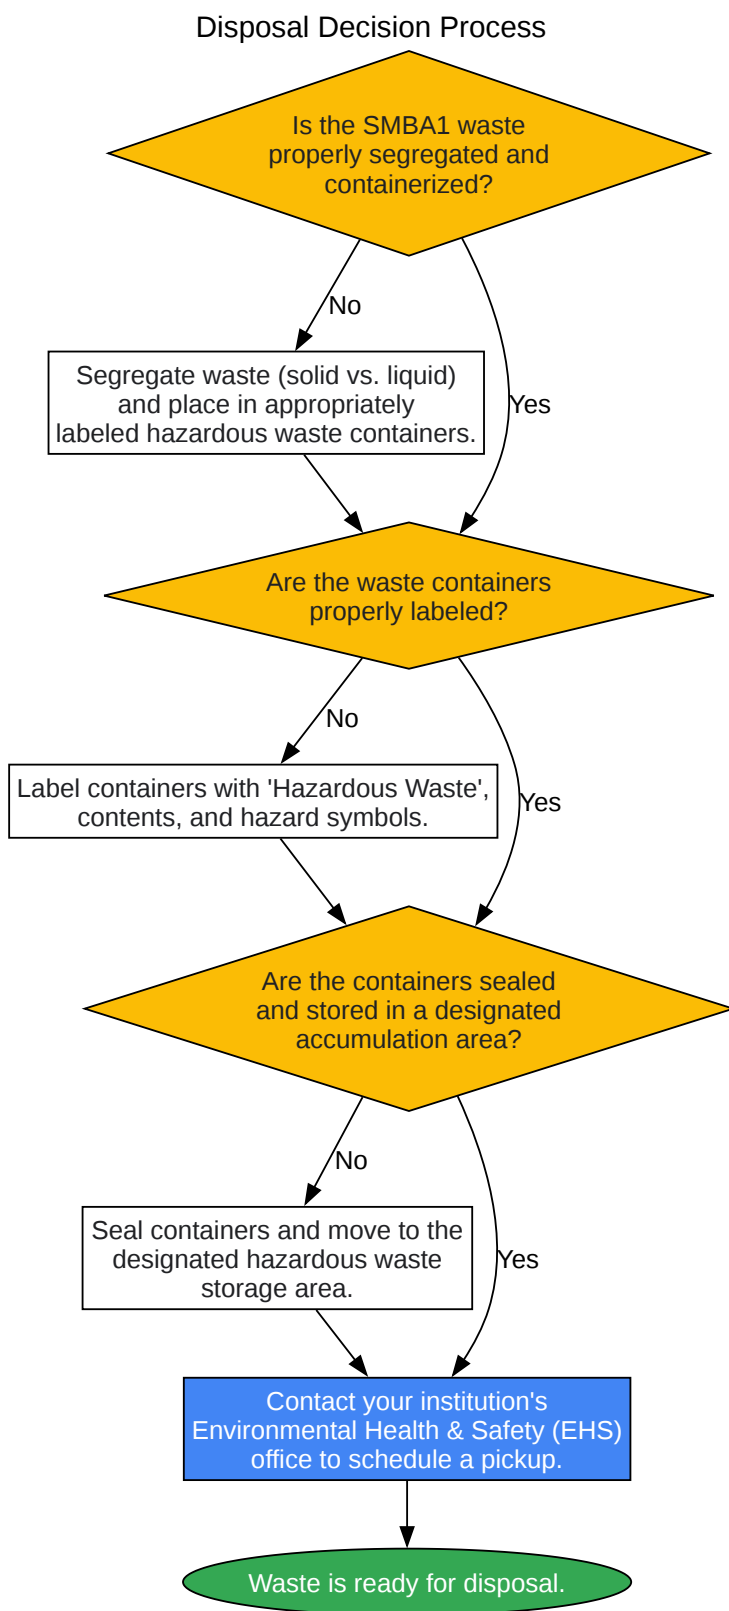 Disposal Decision Process
Is the SMBA1 waste
properly segregated and
containerized?
No
Yes
Segregate waste (solid vs. liquid)
and place in appropriately
labeled hazardous waste containers.
Are the waste containers
properly labeled?
No
Yes
Label containers with 'Hazardous Waste',
contents, and hazard symbols.
Are the containers sealed
and stored in a designated
accumulation area?
No
Yes
Seal containers and move to the
designated hazardous waste
storage area.
Contact your institution's
Environmental Health & Safety (EHS)
office to schedule a pickup.
Waste is ready for disposal.